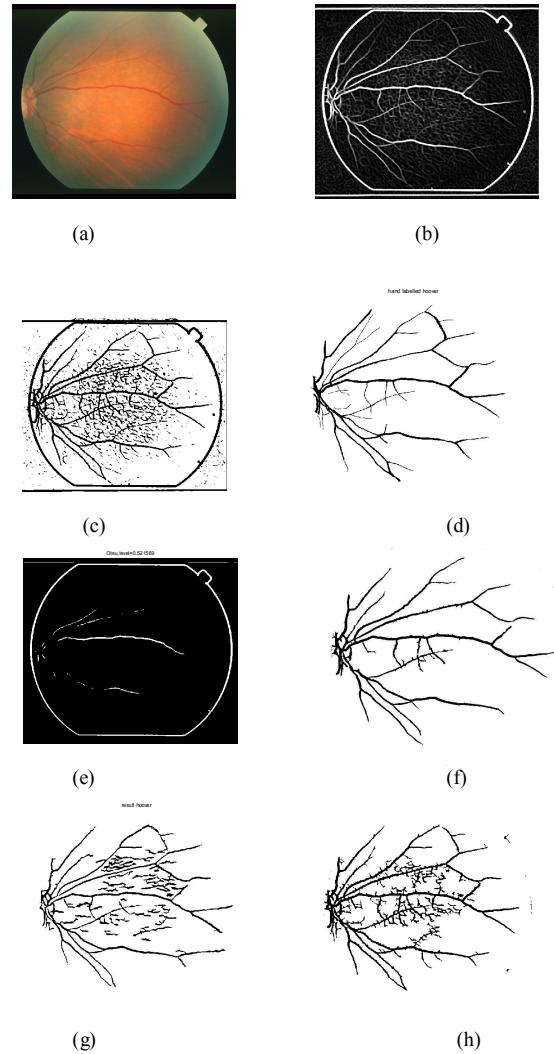 (a) (b)
hand labelled hoover
(c) (d)
Otsu,level=0.521569
(e) (f)
result hoover
(g) (h)